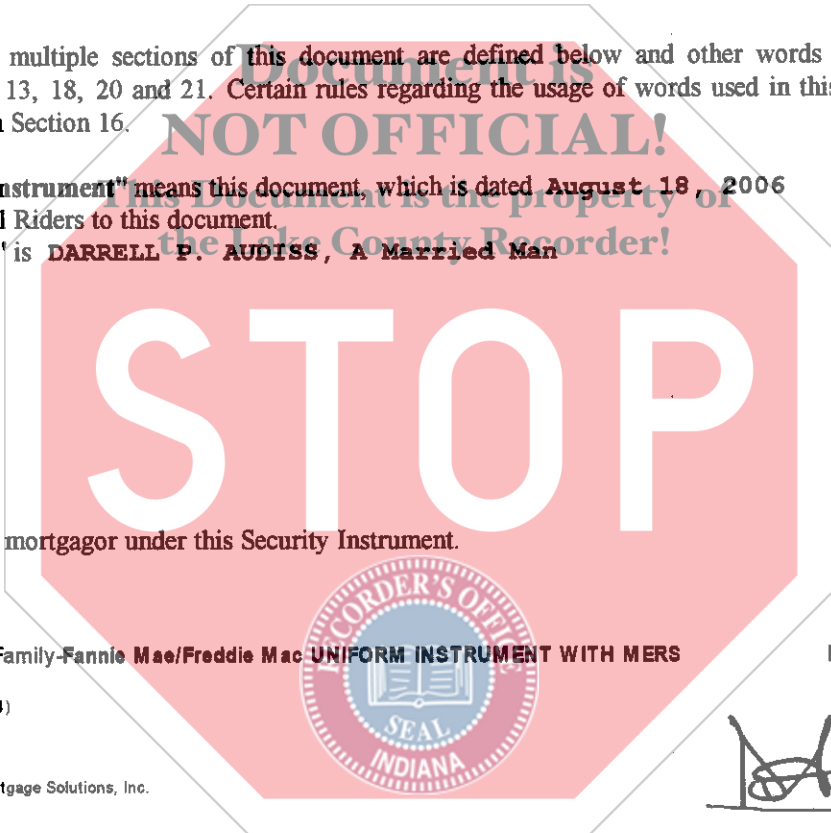 multiple sections of this document are defined below and other words
13, 18, 20 and 21. Certain rules regarding the usage of words used in this
Section 16.
Document is
NOT OFFICIAL!
This Document is the property of
the Lake County Recorder!
nstrument" means this document, which is dated August 18, 2006
l Riders to this document.
" is DARRELL P. AUDISS, A Married Man
STOP
mortgagor under this Security Instrument.
RECORDER'S OFFICE
SEAL
INDIANA
Family-Fannie Mae/Freddie Mac UNIFORM INSTRUMENT WITH MERS
tgage Solutions, Inc.